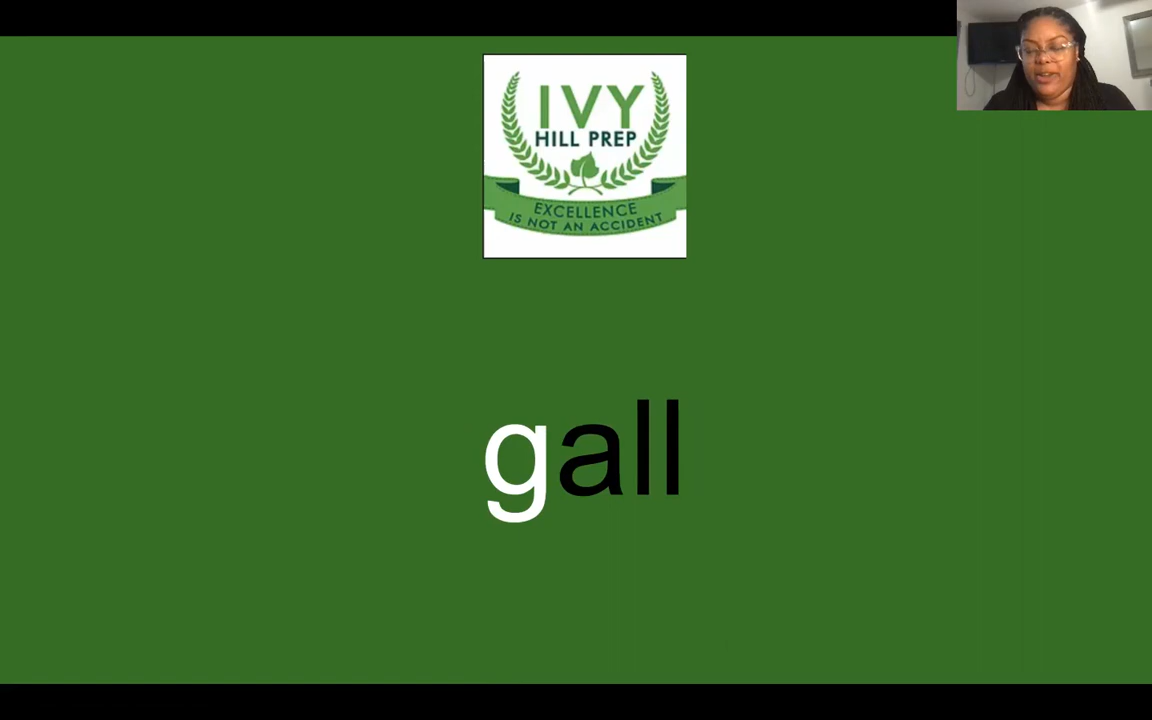 IVY
HILL PREP
EXCELLENCE
IS NOT AN ACCIDENT
gall